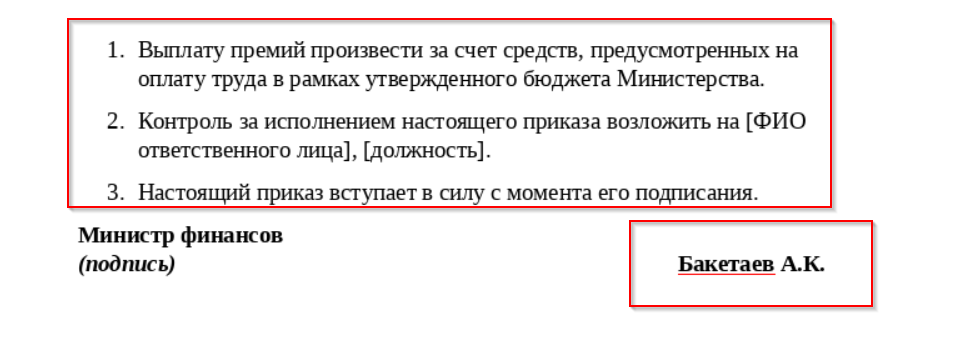 1. Выплату премий произвести за счет средств, предусмотренных на
оплату труда в рамках утвержденного бюджета Министерства.
2. Контроль за исполнением настоящего приказа возложить на [ФИО
ответственного лица], [должность].
3. Настоящий приказ вступает в силу с момента его подписания.
Министр финансов
(подпись) Бакетаев А.К.